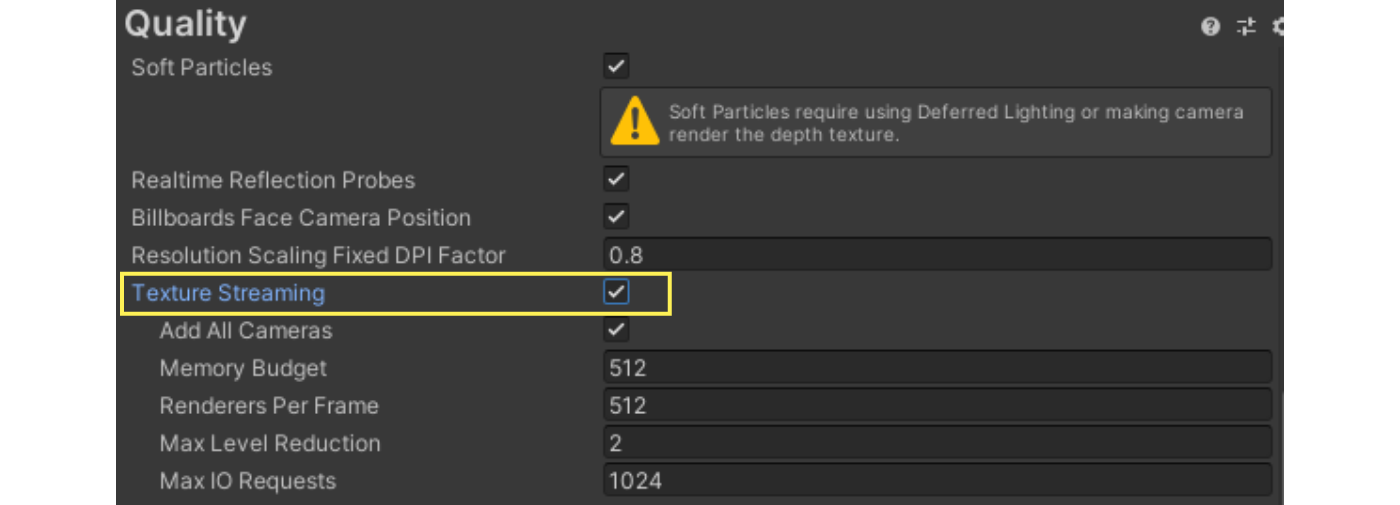 Quality
Soft Particles
Soft Particles require using Deferred Lighting or making camera
render the depth texture.
Realtime Reflection Probes
Billboards Face Camera Position
Resolution Scaling Fixed DPI Factor 0.8
Texture Streaming
Add All Cameras
Memory Budget 512
Renderers Per Frame 512
Max Level Reduction 2
Max IO Requests 1024